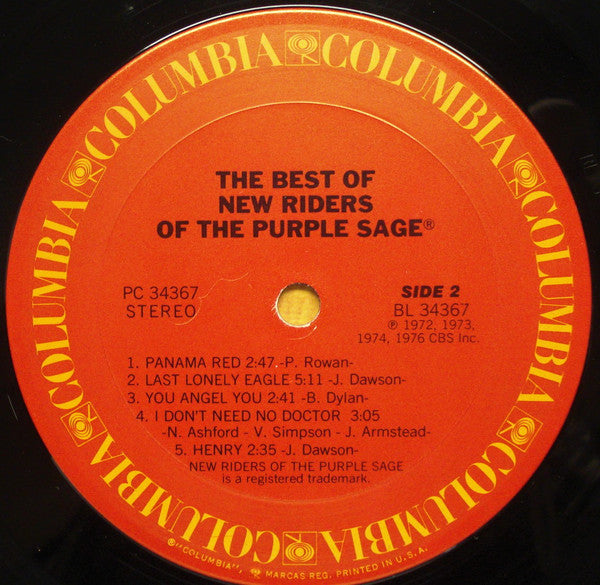 COLUMBIA COLUMBIA COLUMBIA COLUMBIA COLUMBIA COLUMBIA COLUMBIA COLUMBIA
THE BEST OF
NEW RIDERS
OF THE PURPLE SAGE®
PC 34367
STEREO
SIDE 2
BL 34367
℗ 1972, 1973,
1974, 1976 CBS Inc.
1. PANAMA RED 2:47 -P. Rowan-
2. LAST LONELY EAGLE 5:11 -J. Dawson-
3. YOU ANGEL YOU 2:41 -B. Dylan-
4. I DON'T NEED NO DOCTOR 3:05
-N. Ashford - V. Simpson - J. Armstead-
5. HENRY 2:35 -J. Dawson-
NEW RIDERS OF THE PURPLE SAGE
is a registered trademark.
®"COLUMBIA", MARCAS REG. PRINTED IN U.S.A.